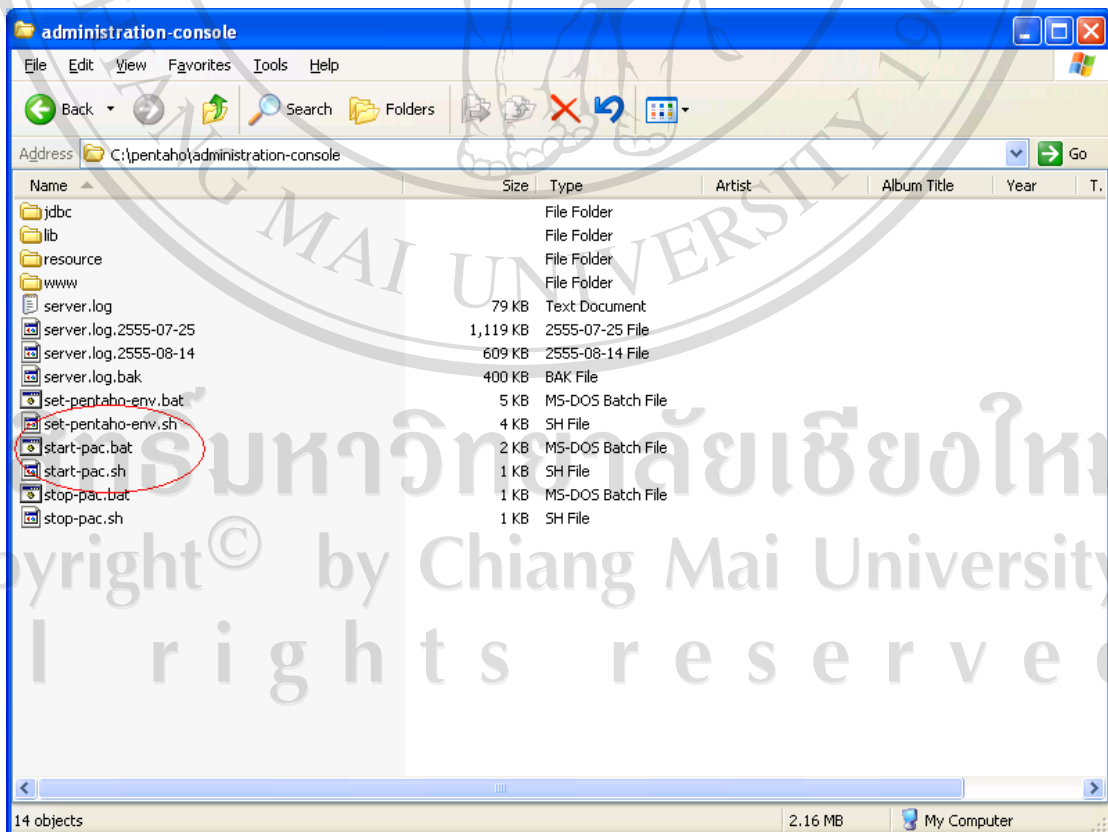 administration-console
File Edit View Favorites Tools Help
Back Search Folders
Address C:\pentaho\administration-console Go
Name Size Type Artist Album Title Year T.
jdbc File Folder
lib File Folder
resource File Folder
www File Folder
server.log 79 KB Text Document
server.log.2555-07-25 1,119 KB 2555-07-25 File
server.log.2555-08-14 609 KB 2555-08-14 File
server.log.bak 400 KB BAK File
set-pentaho-env.bat 5 KB MS-DOS Batch File
set-pentaho-env.sh 4 KB SH File
start-pac.bat 2 KB MS-DOS Batch File
start-pac.sh 1 KB SH File
stop-pac.bat 1 KB MS-DOS Batch File
stop-pac.sh 1 KB SH File
14 objects 2.16 MB My Computer
ANG MAI UNIVERSITY
มหาวิทยาลัยเชียงให
pyright© by Chiang Mai University
l rights reserve